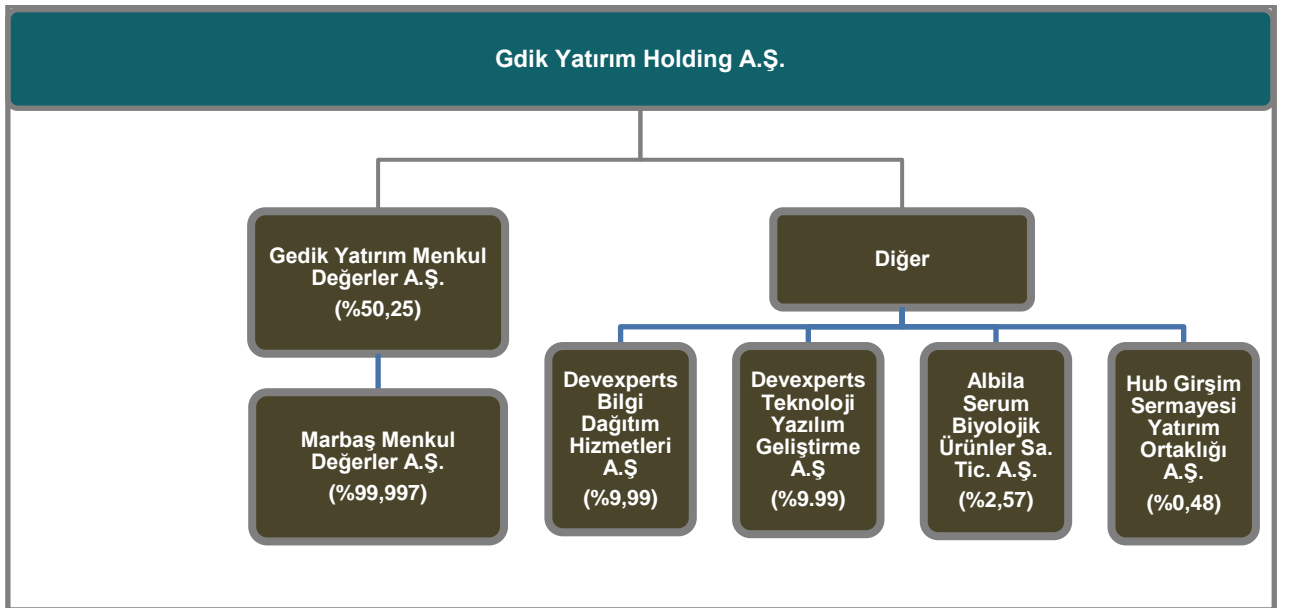 Gdik Yatırım Holding A.Ş.
Gedik Yatırım Menkul
Değerler A.Ş.
(%50,25)
Diğer
Marbaş Menkul
Değerler A.Ş.
(%99,997)
Devexperts
Bilgi
Dağıtım
Hizmetleri
A.Ş
(%9,99)
Devexperts
Teknoloji
Yazılım
Geliştirme
A.Ş
(%9.99)
Albila
Serum
Biyolojik
Ürünler Sa.
Tic. A.Ş.
(%2,57)
Hub Girşim
Sermayesi
Yatırım
Ortaklığı
A.Ş.
(%0,48)